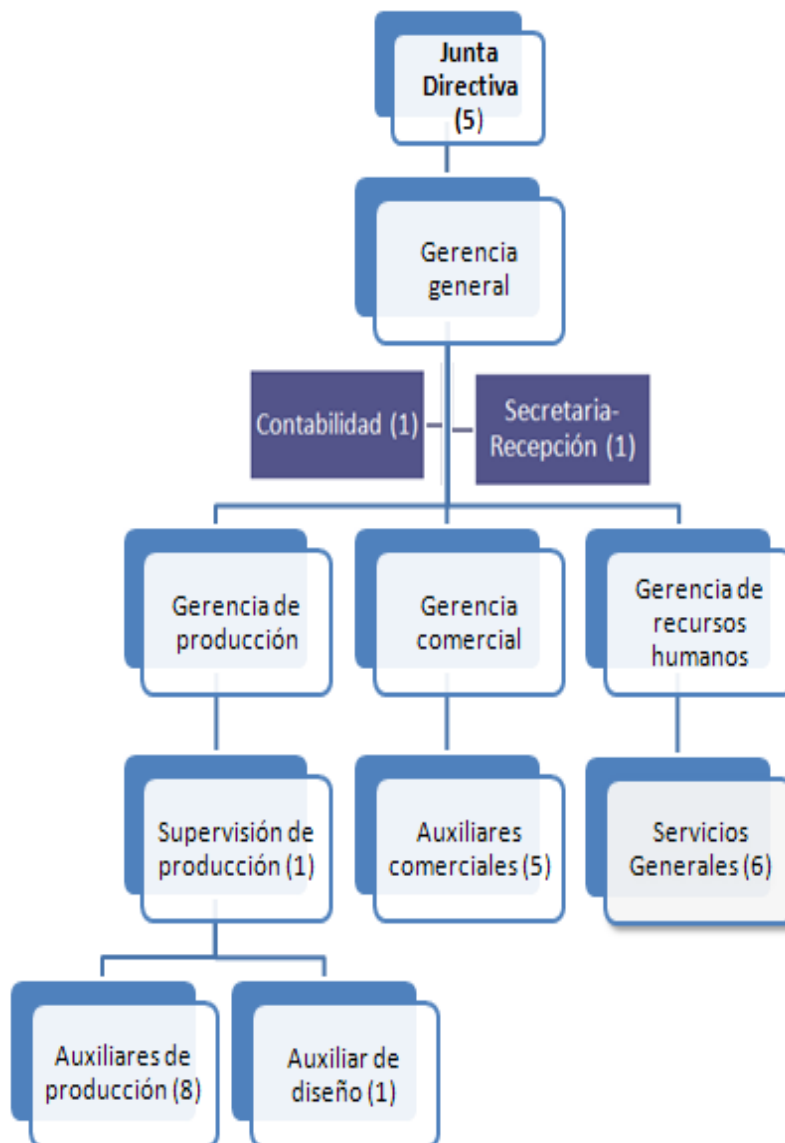 Junta
Directiva
(5)
Gerencia
general
Contabilidad (1)
Secretaria-
Recepción (1)
Gerencia de
producción
Gerencia
comercial
Gerencia de
recursos
humanos
Supervisión de
producción (1)
Auxiliares
comerciales (5)
Servicios
Generales (6)
Auxiliares de
producción (8)
Auxiliar de
diseño (1)